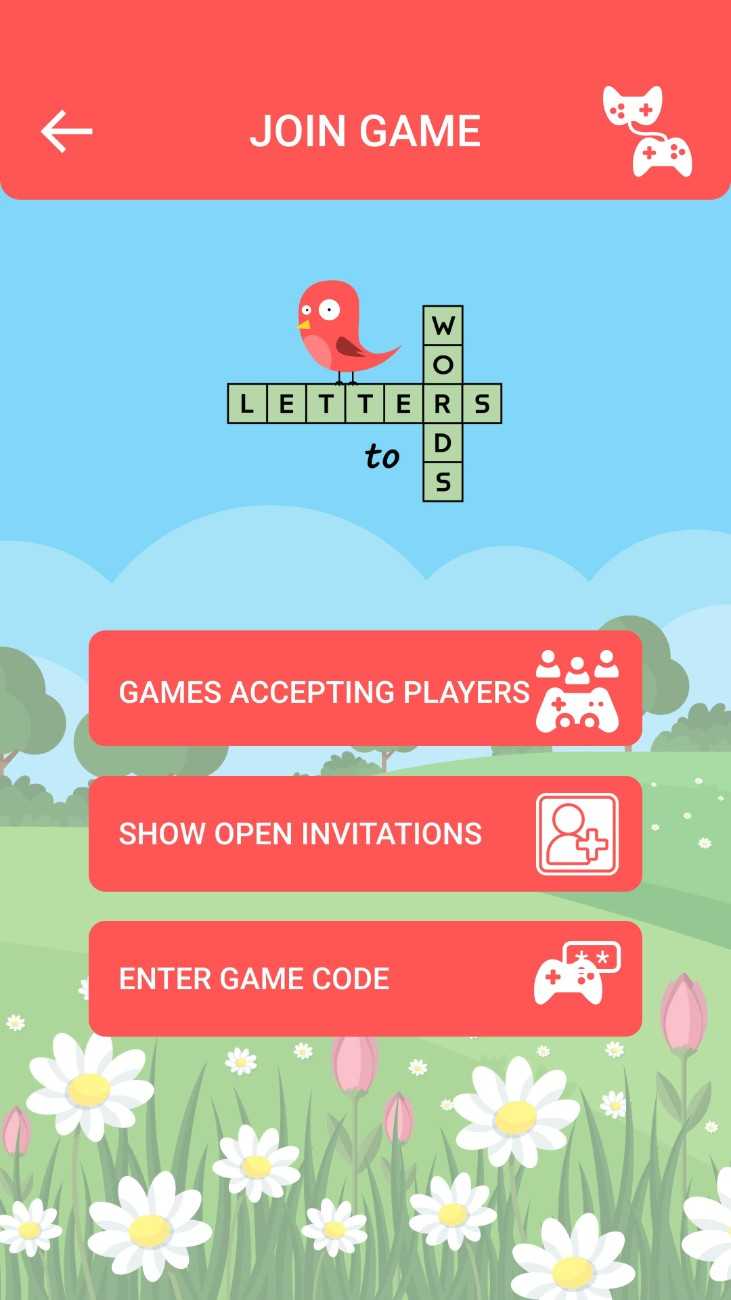 JOIN GAME
WORDS
LETTERS
to
GAMES ACCEPTING PLAYERS
SHOW OPEN INVITATIONS
**
ENTER GAME CODE